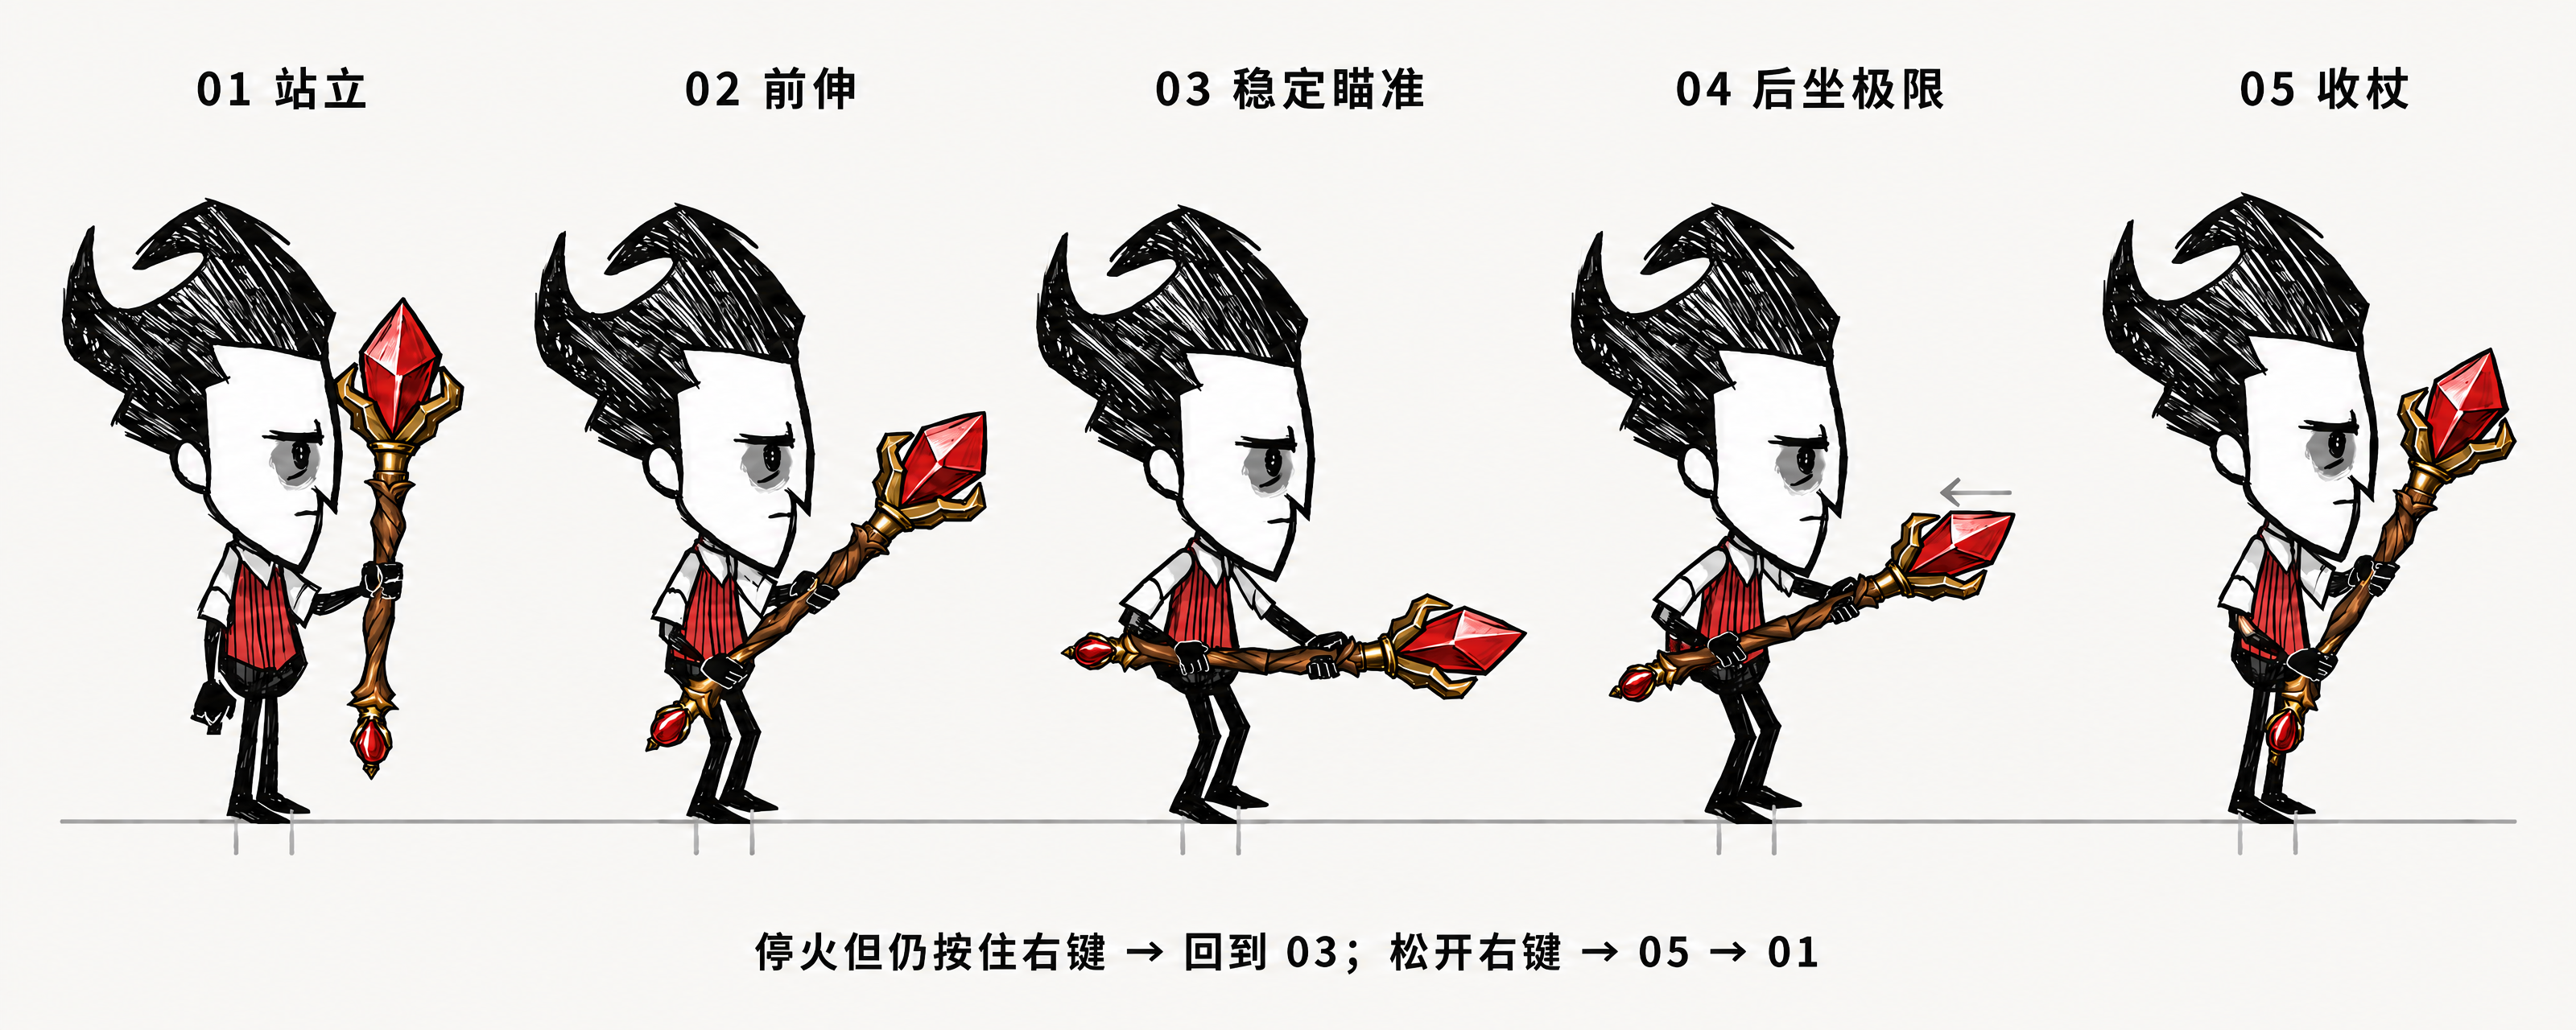 01 站立
02 前伸
03 稳定瞄准
04 后坐极限
05 收杖
停火但仍按住右键 → 回到 03；松开右键 → 05 → 01